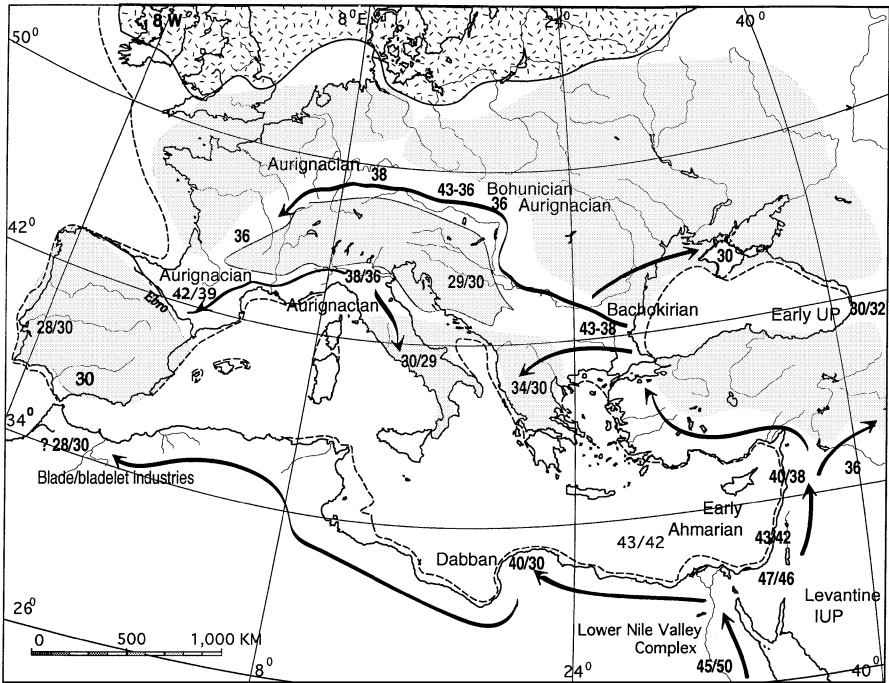 8 W
8°E
24°
40°
50°
Aurignacian
38
43-36
Bohunician
36
Aurignacian
42°
36
30
Aurignacian
42/39
38/36
29/30
Ebro
Aurignacian
Bachokirian
43-38
Early UP
30/32
28/30
30
30/29
34/30
34°
? 28/30
Blade/bladelet industries
40/38
36
Early
Ahmarian
43/42
43/42
Dabban
40/30
47/46
Levantine
IUP
26°
0 500 1,000 KM
Lower Nile Valley
Complex
45/50
8°
24°
40°